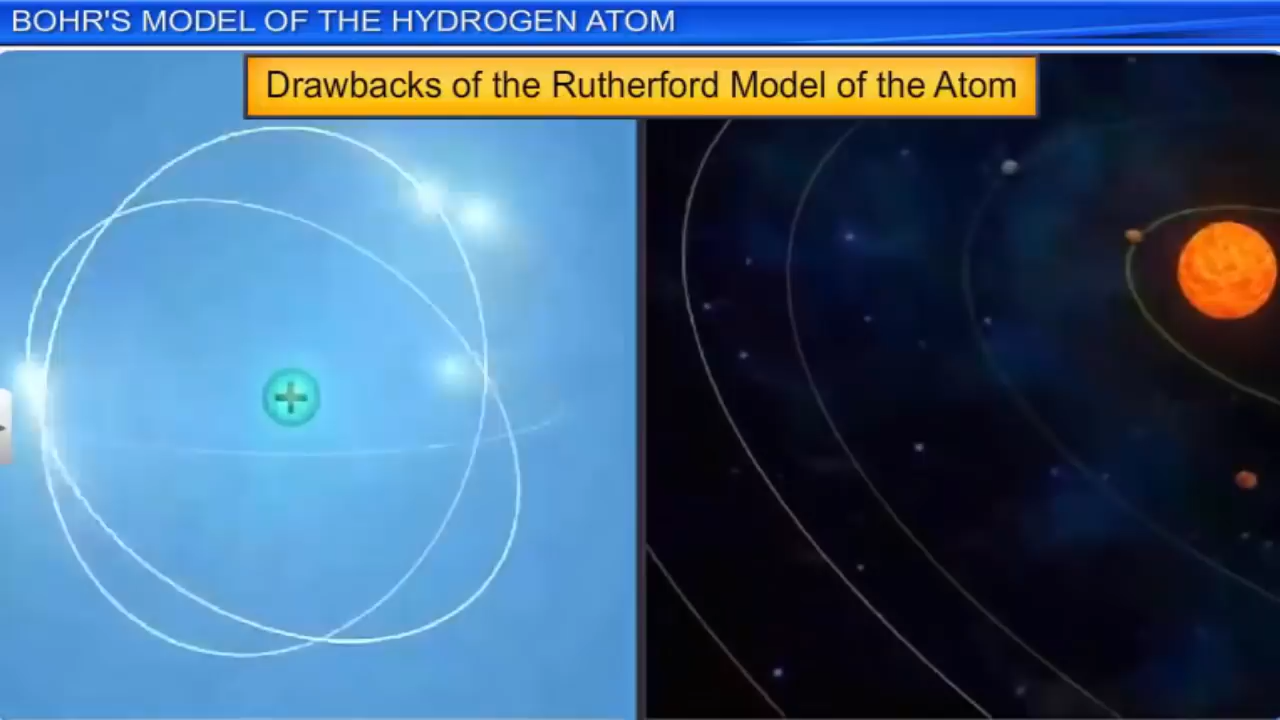 BOHR'S MODEL OF THE HYDROGEN ATOM
Drawbacks of the Rutherford Model of the Atom
+